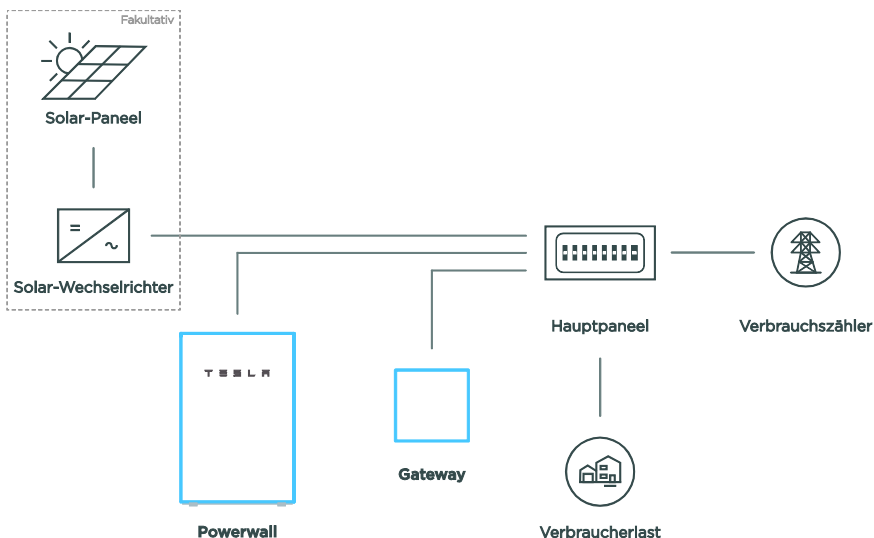 Fakultativ
Solar-Paneel
Solar-Wechselrichter
Hauptpaneel
Verbrauchszähler
TESLA
Gateway
Powerwall
Verbraucherlast